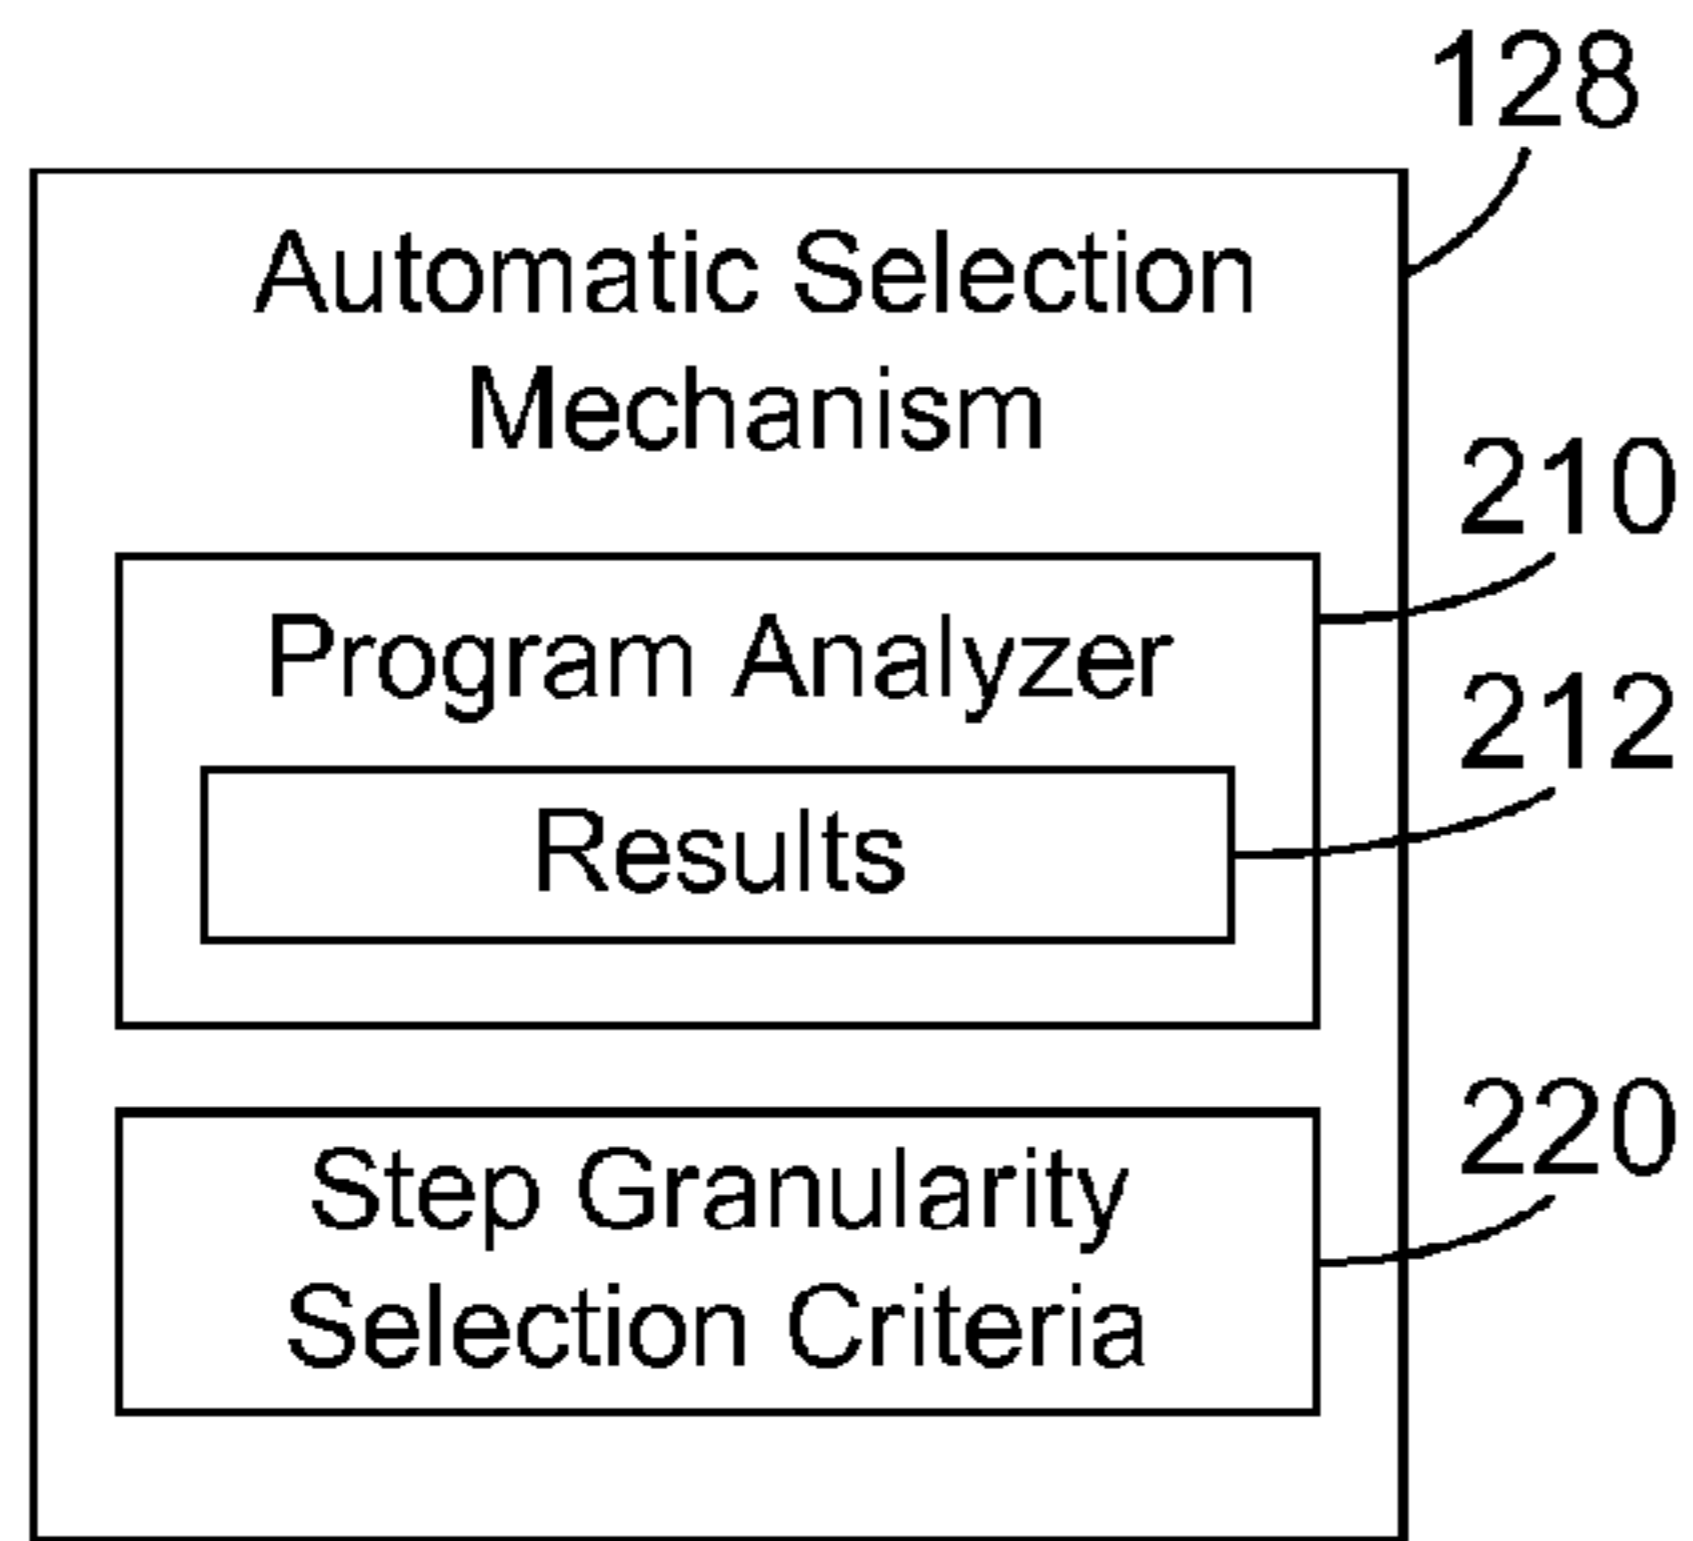 128
Automatic Selection
Mechanism
210
Program Analyzer
212
Results
220
Step Granularity
Selection Criteria